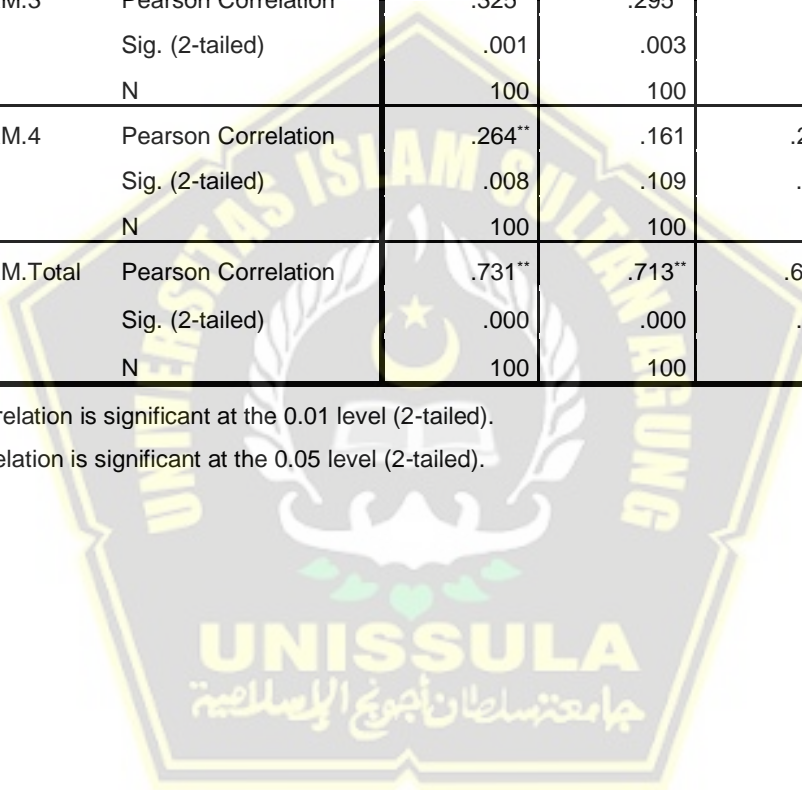 M.3 Pearson Correlation .325 .295
Sig. (2-tailed) .001 .003
N 100 100
M.4 Pearson Correlation .264** .161 .2
Sig. (2-tailed) .008 .109 .
N 100 100
M.Total Pearson Correlation .731** .713** .6
Sig. (2-tailed) .000 .000 .
N 100 100
relation is significant at the 0.01 level (2-tailed).
elation is significant at the 0.05 level (2-tailed).
UNIVERSITAS ISLAM SULTAN AGUNG
UNISSULA
جامعة سلطان أجونج الإسلامية